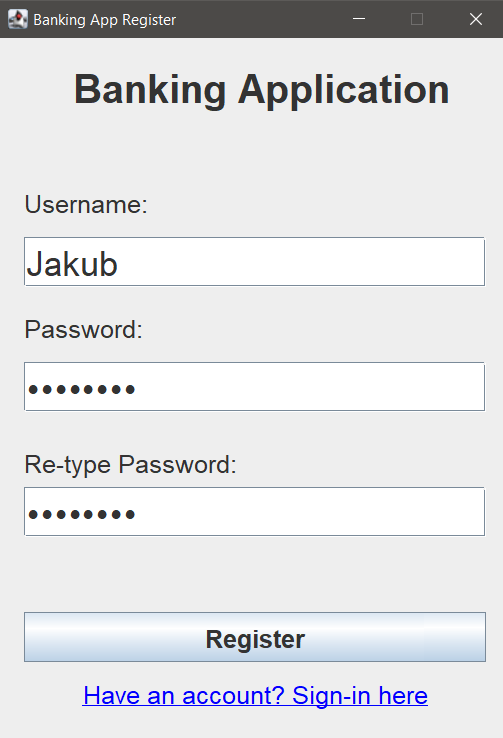 Banking App Register
Banking Application
Username:
Jakub
Password:
••••••••
Re-type Password:
••••••••
Register
Have an account? Sign-in here